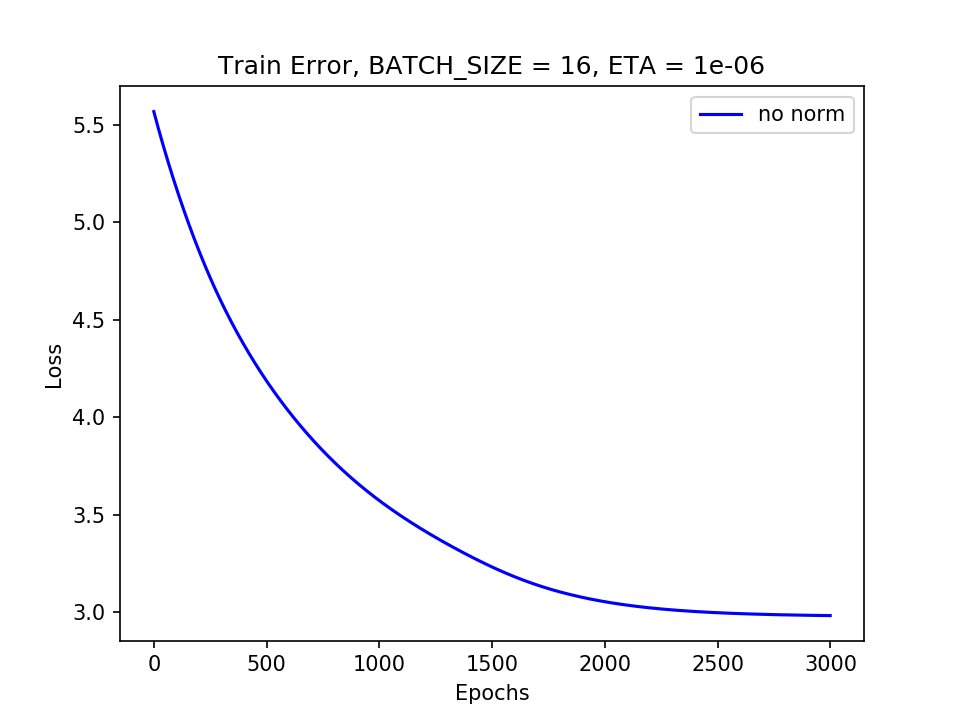 Train Error, BATCH_SIZE = 16, ETA = 1e-06
no norm
5.5
5.0
4.5
4.0
3.5
3.0
Loss
0 500 1000 1500 2000 2500 3000
Epochs